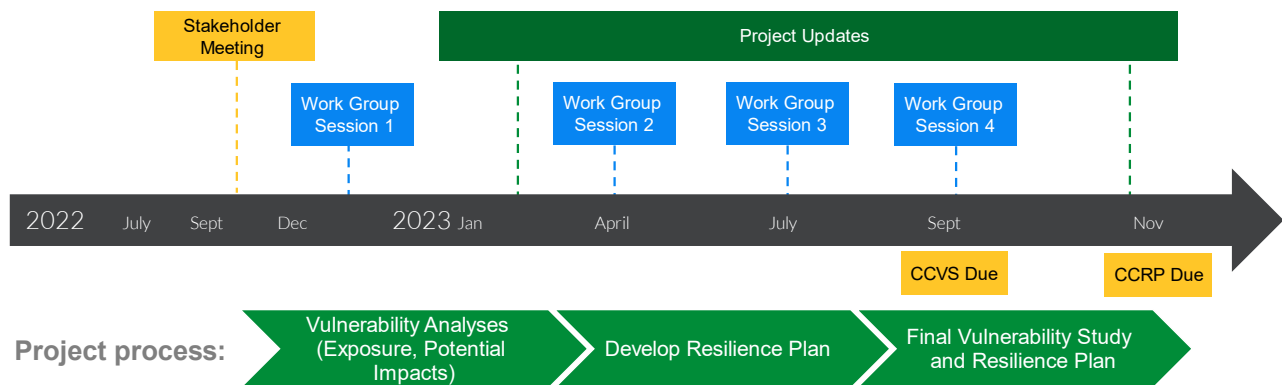 Stakeholder
Meeting
Project Updates
Work Group
Session 1
Work Group
Session 2
Work Group
Session 3
Work Group
Session 4
2022 July Sept Dec 2023 Jan April July Sept Nov
CCVS Due
CCRP Due
Project process:
Vulnerability Analyses
(Exposure, Potential
Impacts)
Develop Resilience Plan
Final Vulnerability Study
and Resilience Plan